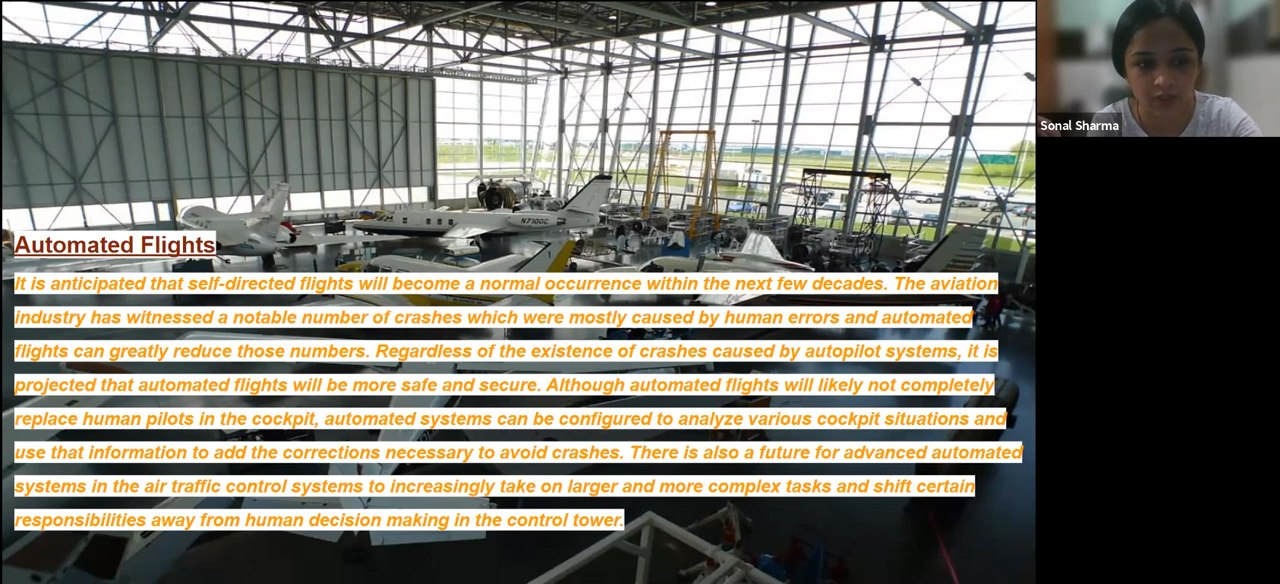 Automated Flights
It is anticipated that self-directed flights will become a normal occurrence within the next few decades. The aviation
industry has witnessed a notable number of crashes which were mostly caused by human errors and automated
flights can greatly reduce those numbers. Regardless of the existence of crashes caused by autopilot systems, it is
projected that automated flights will be more safe and secure. Although automated flights will likely not completely
replace human pilots in the cockpit, automated systems can be configured to analyze various cockpit situations and
use that information to add the corrections necessary to avoid crashes. There is also a future for advanced automated
systems in the air traffic control systems to increasingly take on larger and more complex tasks and shift certain
responsibilities away from human decision making in the control tower.
Sonal Sharma